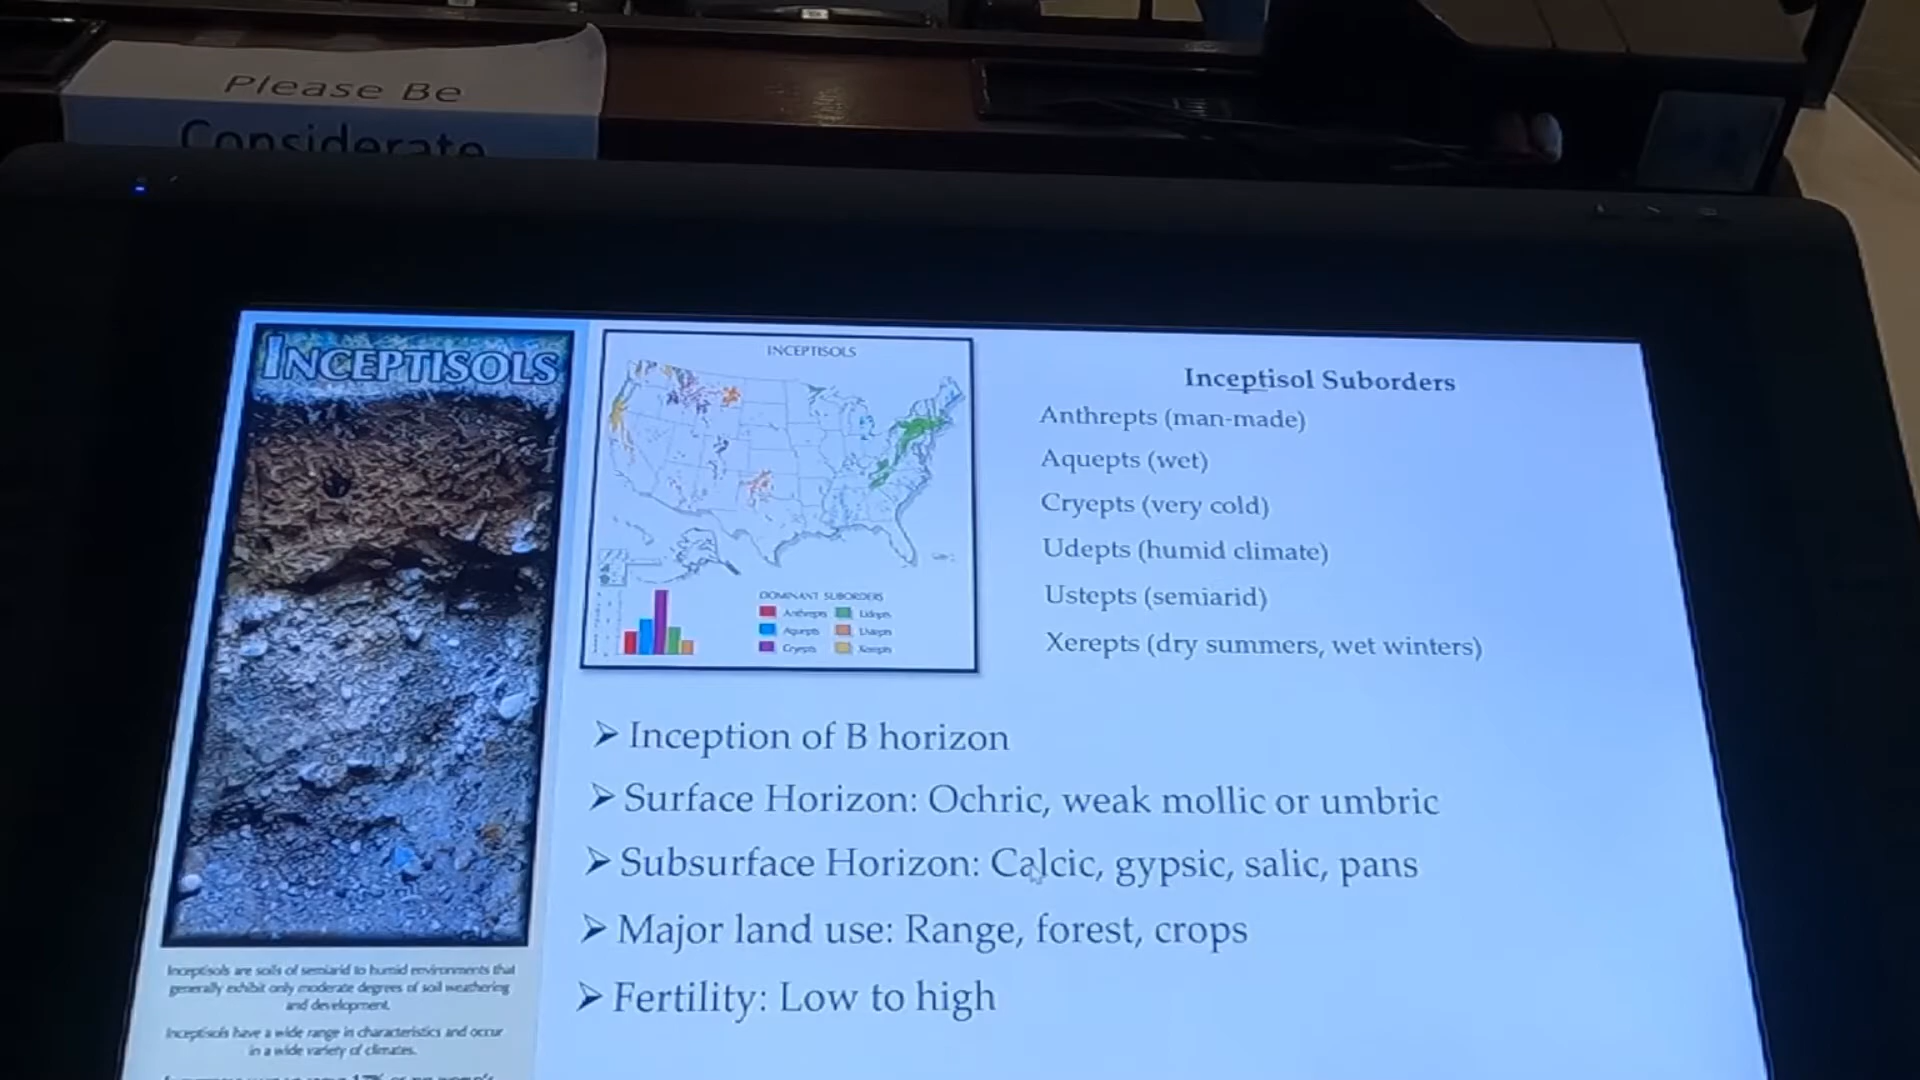 Please Be
Considerate
INCEPTISOLS
INCEPTISOLS
DOMINANT SUBORDERS
Anthrepts Udepts
Aquepts Ustepts
Cryepts Xerepts
Inceptisol Suborders
Anthrepts (man-made)
Aquepts (wet)
Cryepts (very cold)
Udepts (humid climate)
Ustepts (semiarid)
Xerepts (dry summers, wet winters)
➢ Inception of B horizon
➢ Surface Horizon: Ochric, weak mollic or umbric
➢ Subsurface Horizon: Calcic, gypsic, salic, pans
➢ Major land use: Range, forest, crops
➢ Fertility: Low to high
Inceptisols are soils of semiarid to humid environments that
generally exhibit only moderate degrees of soil weathering
and development.
Inceptisols have a wide range in characteristics and occur
in a wide variety of climates.